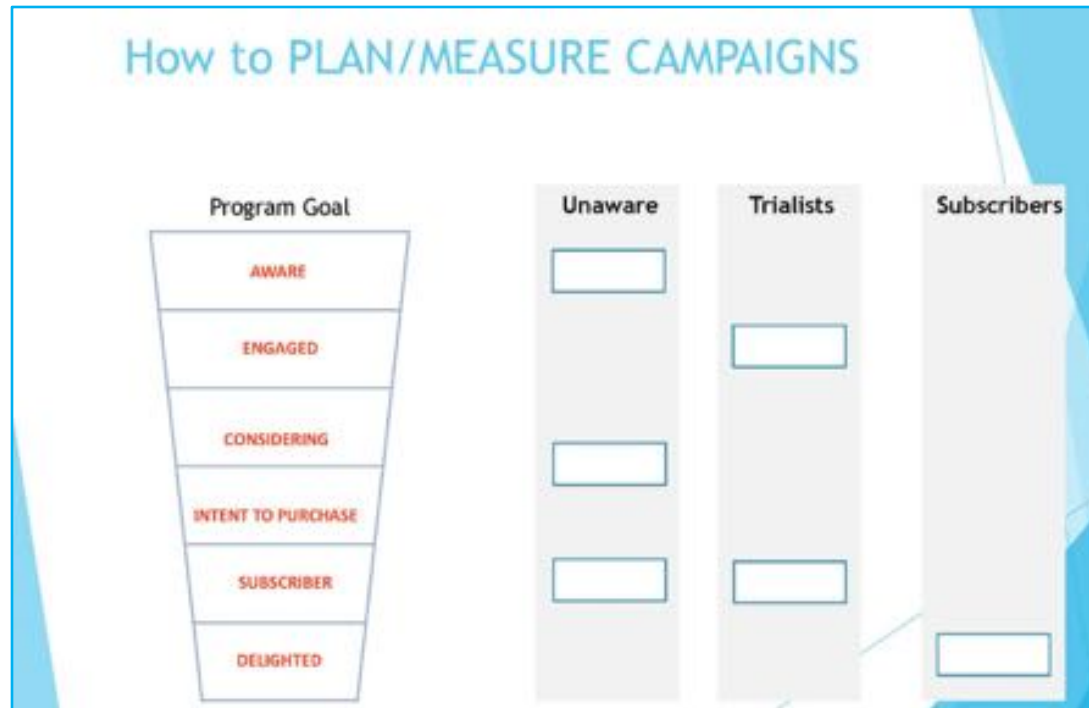 How to PLAN/MEASURE CAMPAIGNS
Program Goal
Unaware
Trialists
Subscribers
AWARE
ENGAGED
CONSIDERING
INTENT TO PURCHASE
SUBSCRIBER
DELIGHTED